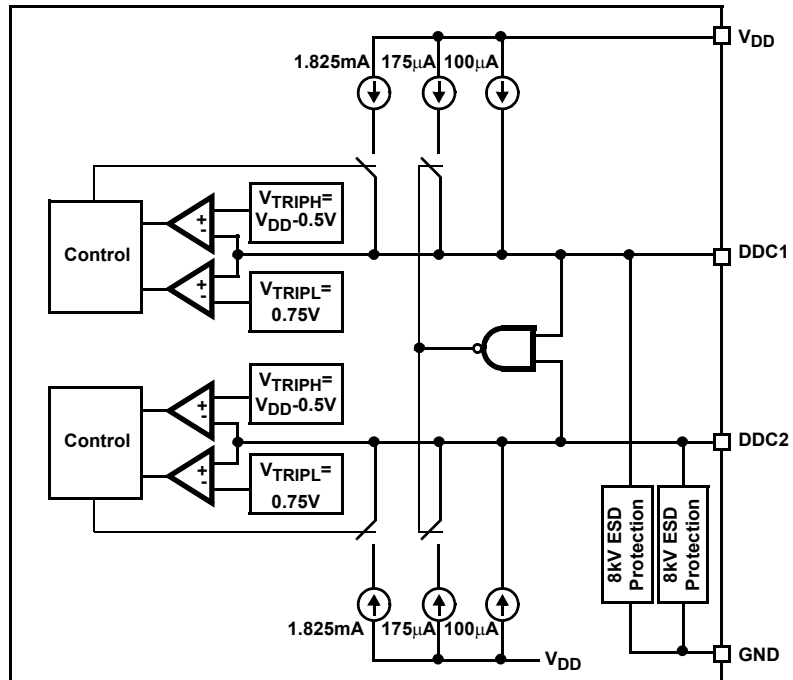 VDD
1.825mA 175μA 100μA
VTRIPH=
VDD-0.5V
+
-
Control
DDC1
+
-
VTRIPL=
0.75V
VTRIPH=
VDD-0.5V
+
-
Control
DDC2
+
-
VTRIPL=
0.75V
8kV ESD
Protection
8kV ESD
Protection
1.825mA 175μA 100μA
VDD
GND